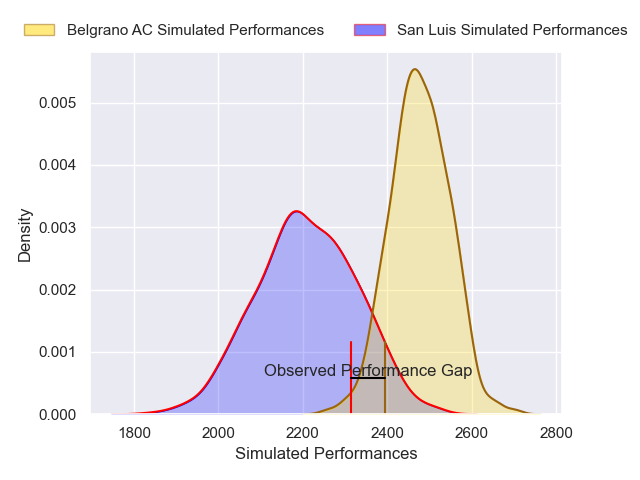 Belgrano AC Simulated Performances
San Luis Simulated Performances
0.005
0.004
0.003
0.002
0.001
0.000
Density
Observed Performance Gap
1800
2000
2200
2400
2600
2800
Simulated Performances